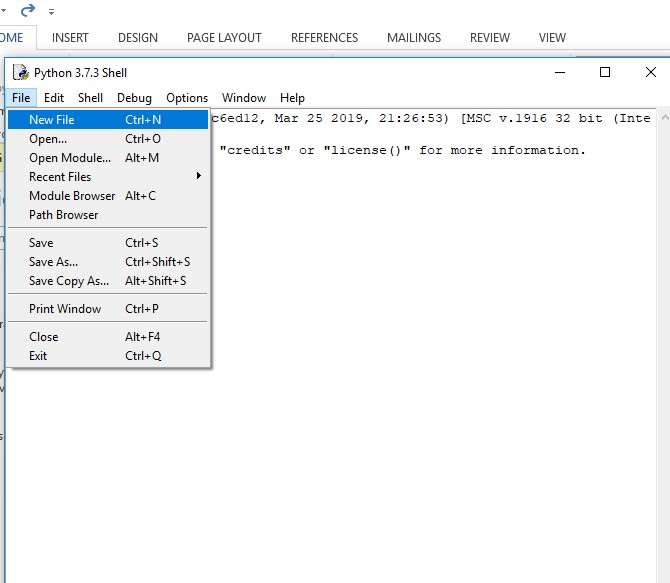 OME INSERT DESIGN PAGE LAYOUT REFERENCES MAILINGS REVIEW VIEW
Python 3.7.3 Shell
File Edit Shell Debug Options Window Help
New File Ctrl+N
c6ed12, Mar 25 2019, 21:26:53) [MSC v.1916 32 bit (Inte
Open... Ctrl+O
Open Module... Alt+M
"credits" or "license()" for more information.
Recent Files
Module Browser Alt+C
Path Browser
Save Ctrl+S
Save As... Ctrl+Shift+S
Save Copy As... Alt+Shift+S
Print Window Ctrl+P
Close Alt+F4
Exit Ctrl+Q